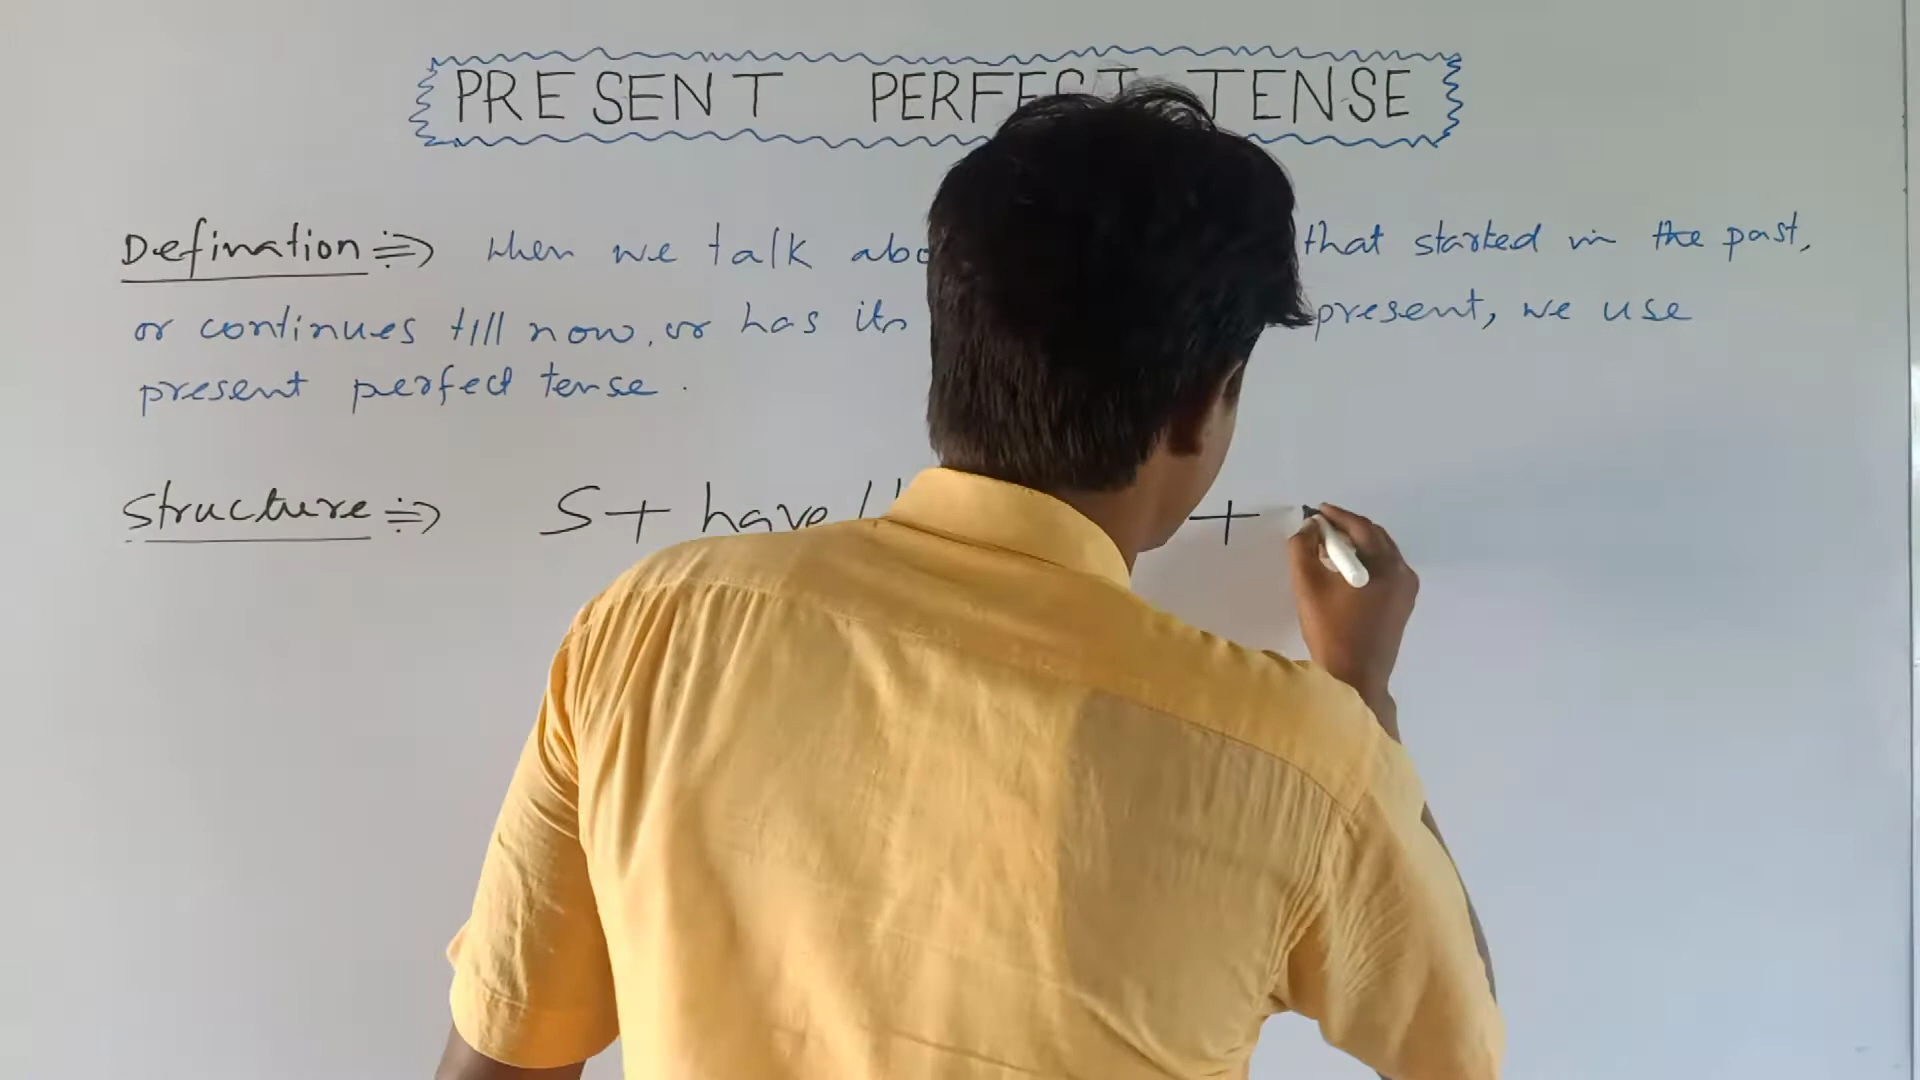 PRESENT PERFECT TENSE
Defination ⇒ when we talk that started in the past,
or continues till now, or has its present, we use
present perfect tense.
Structure ⇒ S + have / +